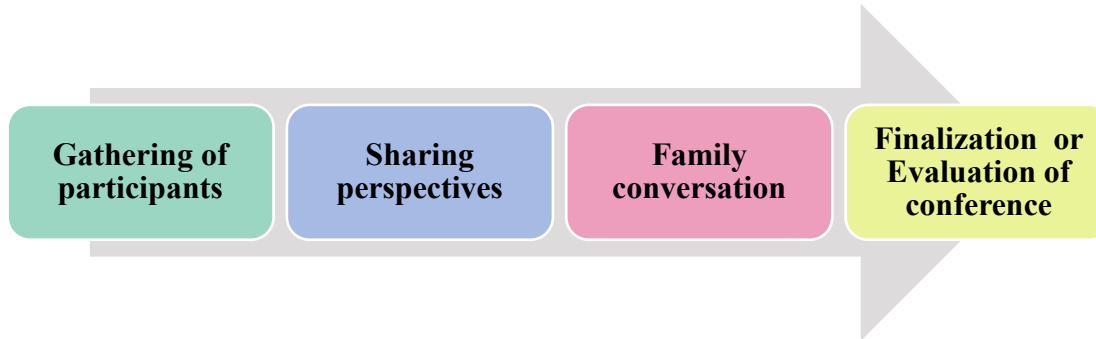 Gathering of
participants
Sharing
perspectives
Family
conversation
Finalization or
Evaluation of
conference